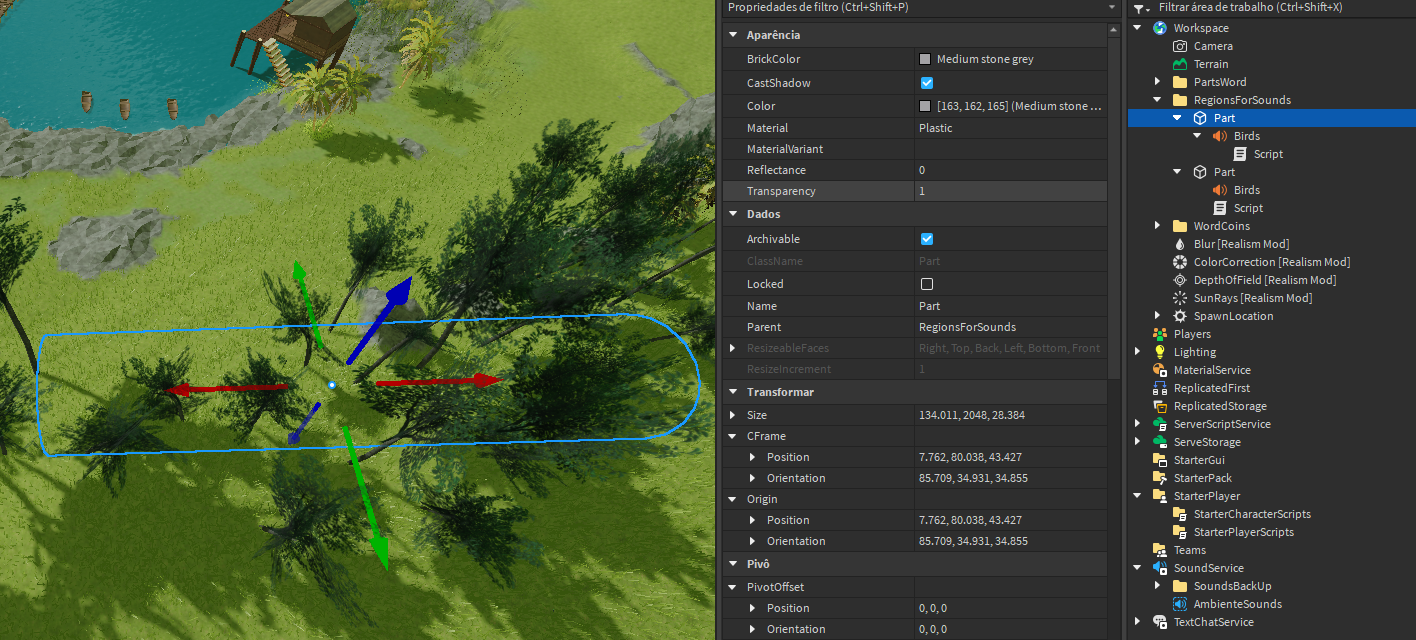 Propriedades de filtro (Ctrl+Shift+P)
Aparência
BrickColor Medium stone grey
CastShadow
Color [163, 162, 165] (Medium stone ...
Material Plastic
MaterialVariant
Reflectance 0
Transparency 1
Dados
Archivable
ClassName Part
Locked
Name Part
Parent RegionsForSounds
ResizeableFaces Right, Top, Back, Left, Bottom, Front
ResizeIncrement 1
Transformar
Size 134.011, 2048, 28.384
CFrame
Position 7.762, 80.038, 43.427
Orientation 85.709, 34.931, 34.855
Origin
Position 7.762, 80.038, 43.427
Orientation 85.709, 34.931, 34.855
Pivô
PivotOffset
Position 0, 0, 0
Orientation 0, 0, 0
Filtrar área de trabalho (Ctrl+Shift+X)
Workspace
Camera
Terrain
PartsWord
RegionsForSounds
Part
Birds
Script
Part
Birds
Script
WordCoins
Blur [Realism Mod]
ColorCorrection [Realism Mod]
DepthOfField [Realism Mod]
SunRays [Realism Mod]
SpawnLocation
Players
Lighting
MaterialService
ReplicatedFirst
ReplicatedStorage
ServerScriptService
ServeStorage
StarterGui
StarterPack
StarterPlayer
StarterCharacterScripts
StarterPlayerScripts
Teams
SoundService
SoundsBackUp
AmbienteSounds
TextChatService